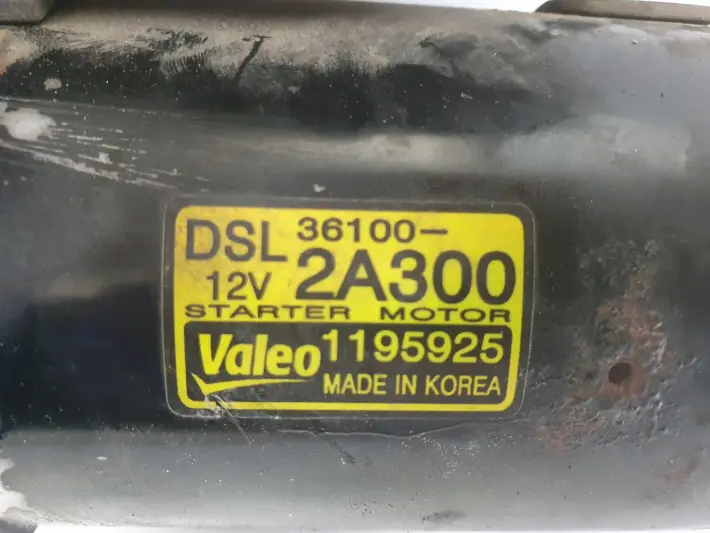 DSL 36100-
12V 2A300
STARTER MOTOR
Valeo 1195925
MADE IN KOREA